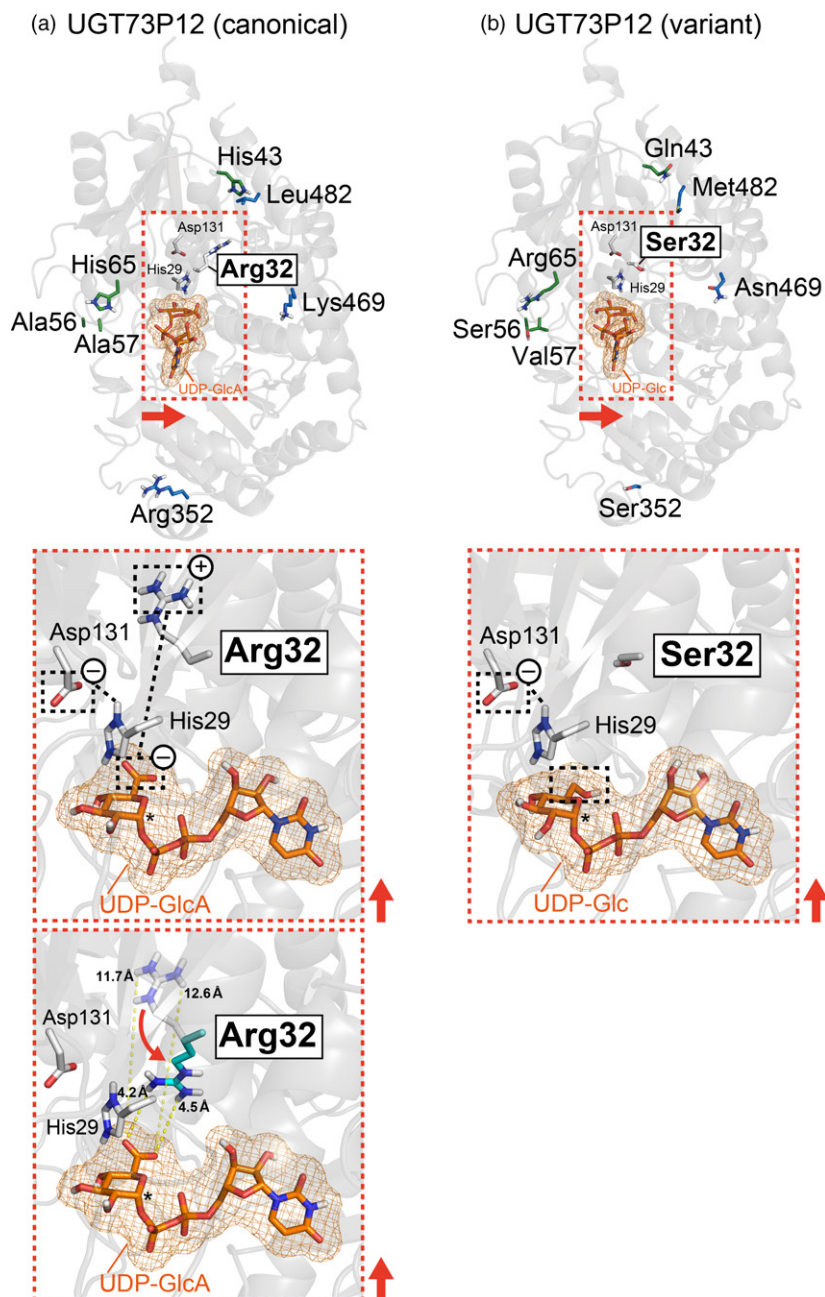 (a) UGT73P12 (canonical)
His43
Leu482
Asp131
His29
Arg32
His65
Lys469
Ala56
Ala57
UDP-GlcA
Arg352
(b) UGT73P12 (variant)
Gln43
Met482
Asp131
Ser32
His29
Arg65
Asn469
Ser56
Val57
UDP-Glc
Ser352
+
Asp131
Arg32
−
His29
−
*
UDP-GlcA
Asp131
Ser32
−
His29
*
UDP-Glc
11.7Å
12.6Å
Asp131
Arg32
4.2Å
4.5Å
His29
*
UDP-GlcA